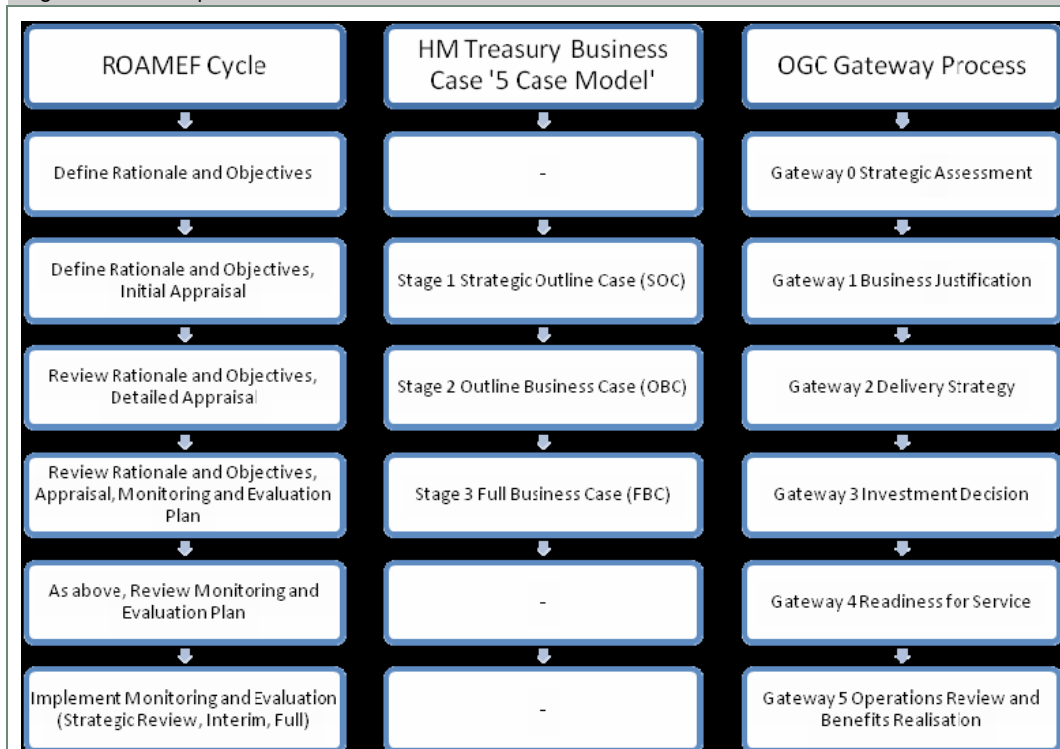 ROAMEF Cycle
HM Treasury Business
Case '5 Case Model'
OGC Gateway Process
Define Rationale and Objectives
-
Gateway 0 Strategic Assessment
Define Rationale and Objectives,
Initial Appraisal
Stage 1 Strategic Outline Case (SOC)
Gateway 1 Business Justification
Review Rationale and Objectives,
Detailed Appraisal
Stage 2 Outline Business Case (OBC)
Gateway 2 Delivery Strategy
Review Rationale and Objectives,
Appraisal, Monitoring and Evaluation
Plan
Stage 3 Full Business Case (FBC)
Gateway 3 Investment Decision
As above, Review Monitoring and
Evaluation Plan
-
Gateway 4 Readiness for Service
Implement Monitoring and Evaluation
(Strategic Review, Interim, Full)
-
Gateway 5 Operations Review and
Benefits Realisation